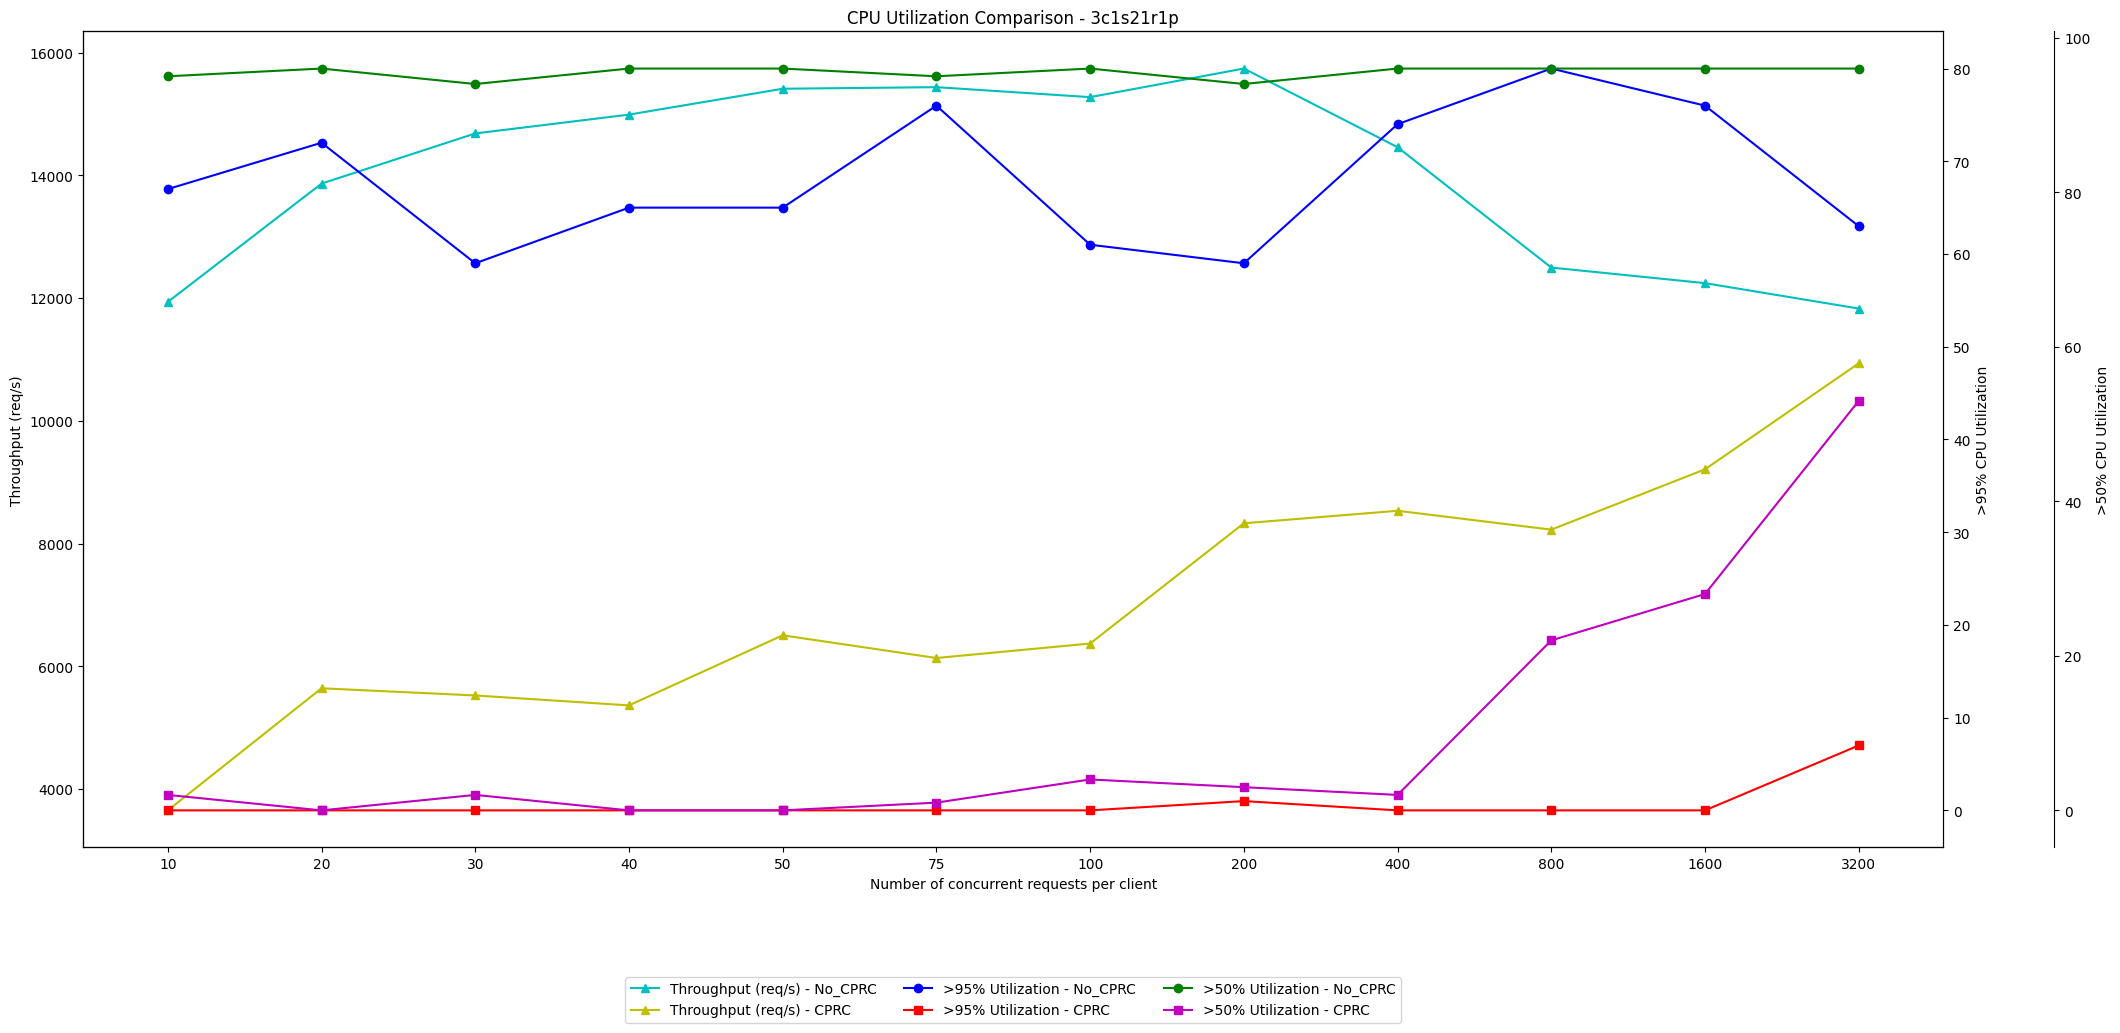 CPU Utilization Comparison - 3c1s21r1p
16000
14000
12000
10000
8000
6000
4000
Throughput (req/s)
80
70
60
50
40
30
20
10
0
>95% CPU Utilization
100
80
60
40
20
0
>50% CPU Utilization
10 20 30 40 50 75 100 200 400 800 1600 3200
Number of concurrent requests per client
Throughput (req/s) - No_CPRC >95% Utilization - No_CPRC >50% Utilization - No_CPRC
Throughput (req/s) - CPRC >95% Utilization - CPRC >50% Utilization - CPRC